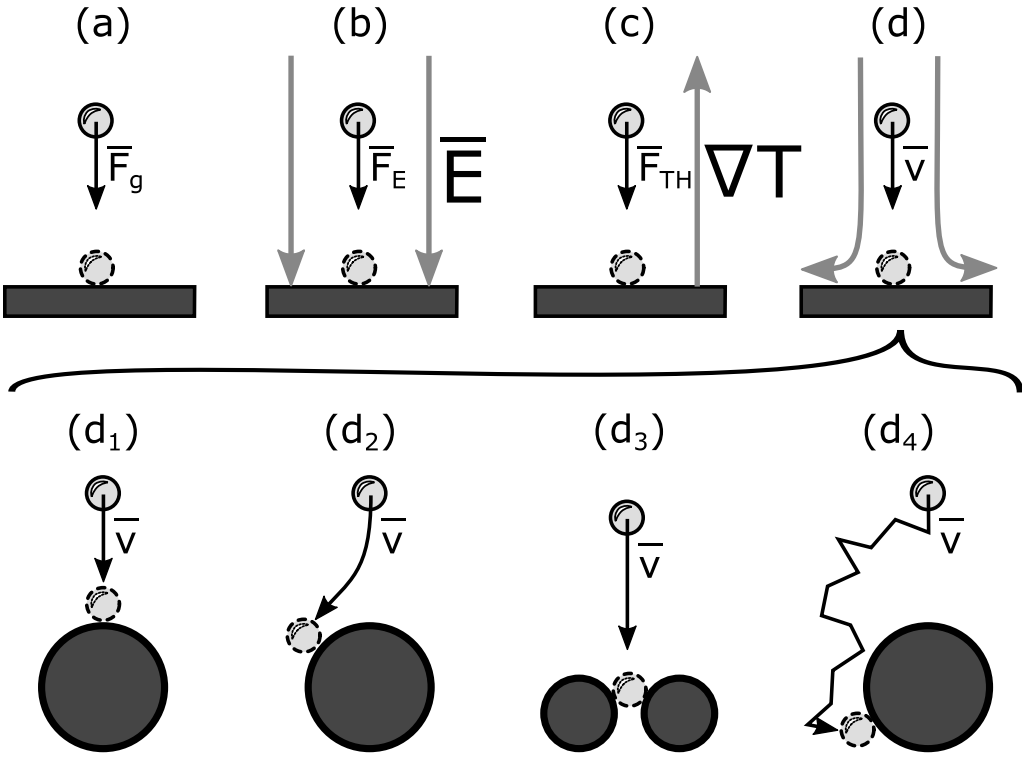 (a) (b) (c) (d)
F̅g F̅E E̅ F̅TH ∇T v̅
(d1) (d2) (d3) (d4)
v̅ v̅ v̅ v̅